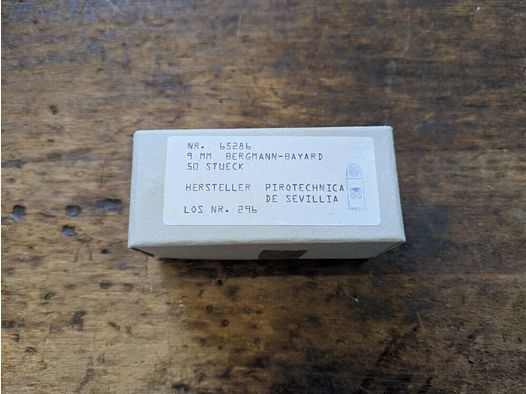 NR. 65286
9 MM BERGMANN-BAYARD
50 STUECK
HERSTELLER PIROTECHNICA
DE SEVILLIA
LOS NR. 296